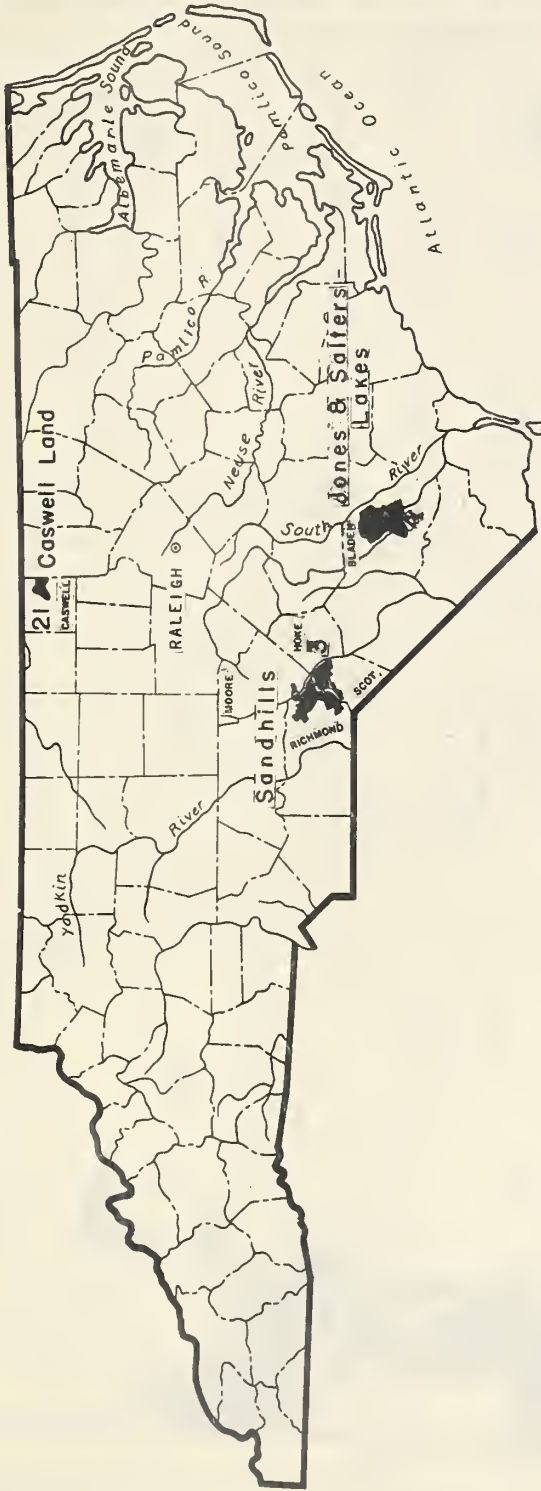 Albemarle Sound
Pamlico Sound
Atlantic Ocean
21 Caswell Land
CASWELL
Pamlico R.
Neuse River
RALEIGH
Yadkin River
MOORE
Sandhills
HOKE
3
SCOT.
RICHMOND
South River
BLADEN
Jones & Salters
Lakes